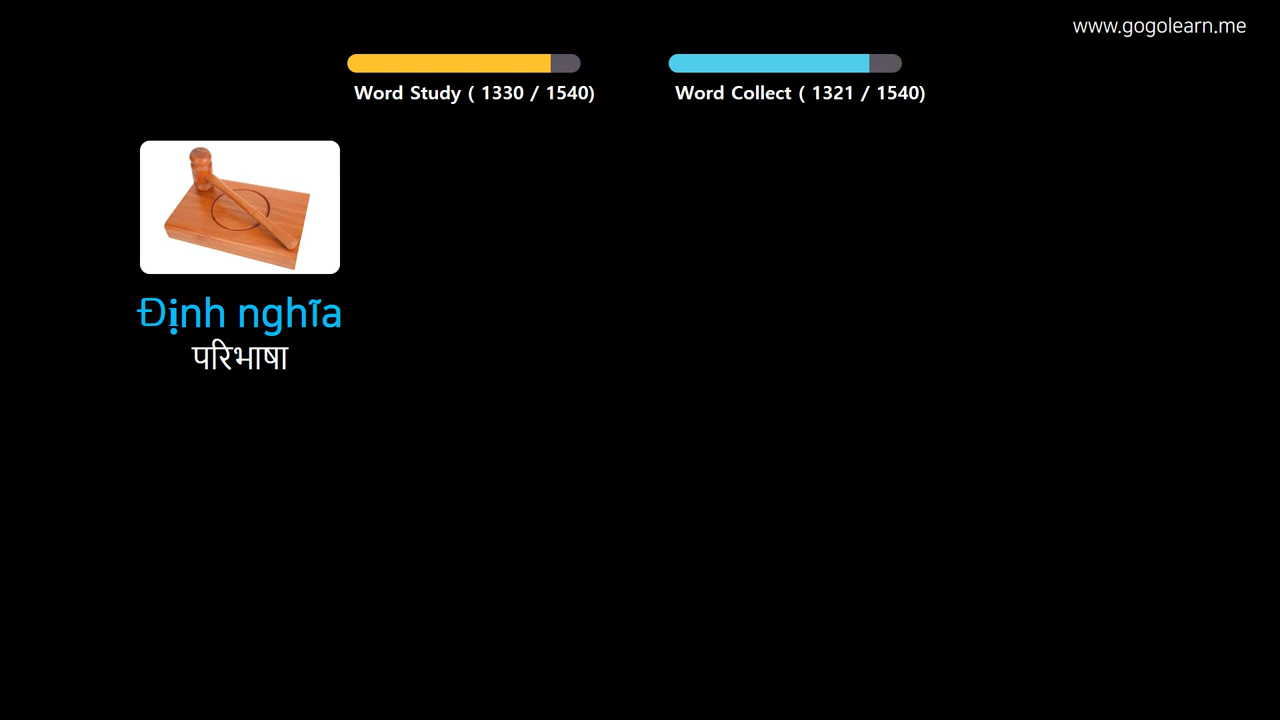 www.gogolearn.me
Word Study ( 1330 / 1540)
Word Collect ( 1321 / 1540)
Định nghĩa
परिभाषा